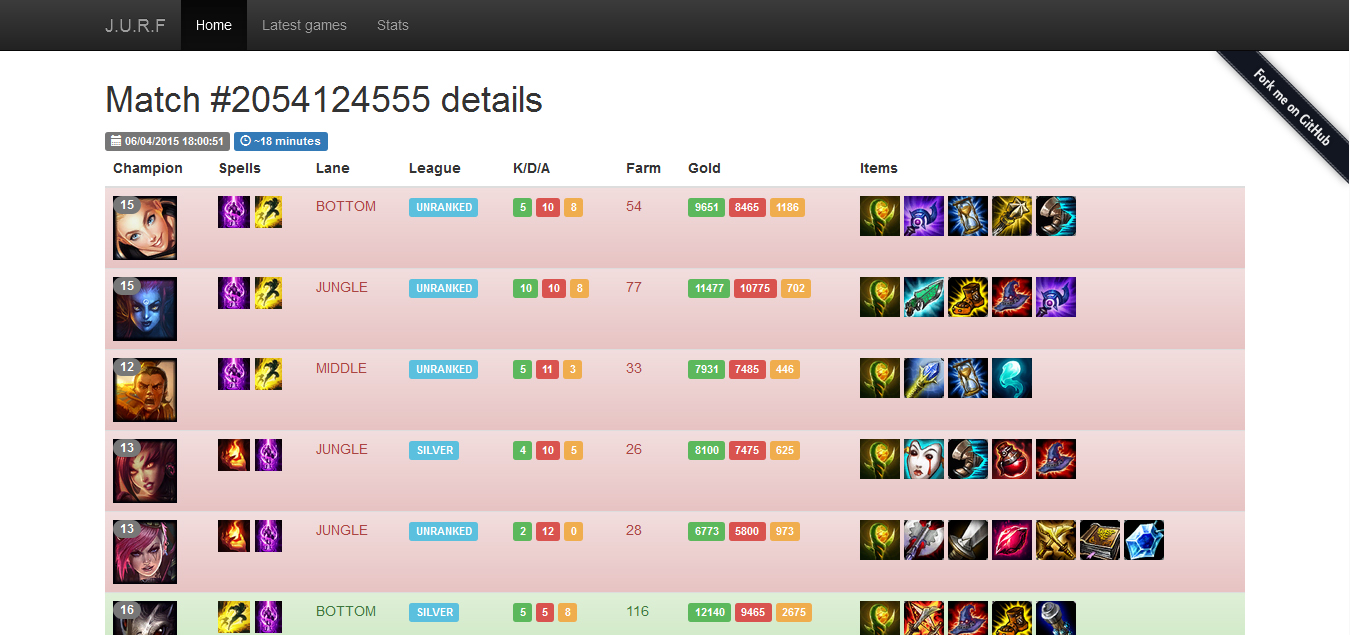 J.U.R.F Home Latest games Stats
Fork me on GitHub
Match #2054124555 details
06/04/2015 18:00:51 ~18 minutes
Champion Spells Lane League K/D/A Farm Gold Items
15 BOTTOM UNRANKED 5 10 8 54 9651 8465 1186
15 JUNGLE UNRANKED 10 10 8 77 11477 10775 702
12 MIDDLE UNRANKED 5 11 3 33 7931 7485 446
13 JUNGLE SILVER 4 10 5 26 8100 7475 625
13 JUNGLE UNRANKED 2 12 0 28 6773 5800 973
16 BOTTOM SILVER 5 5 8 116 12140 9465 2675